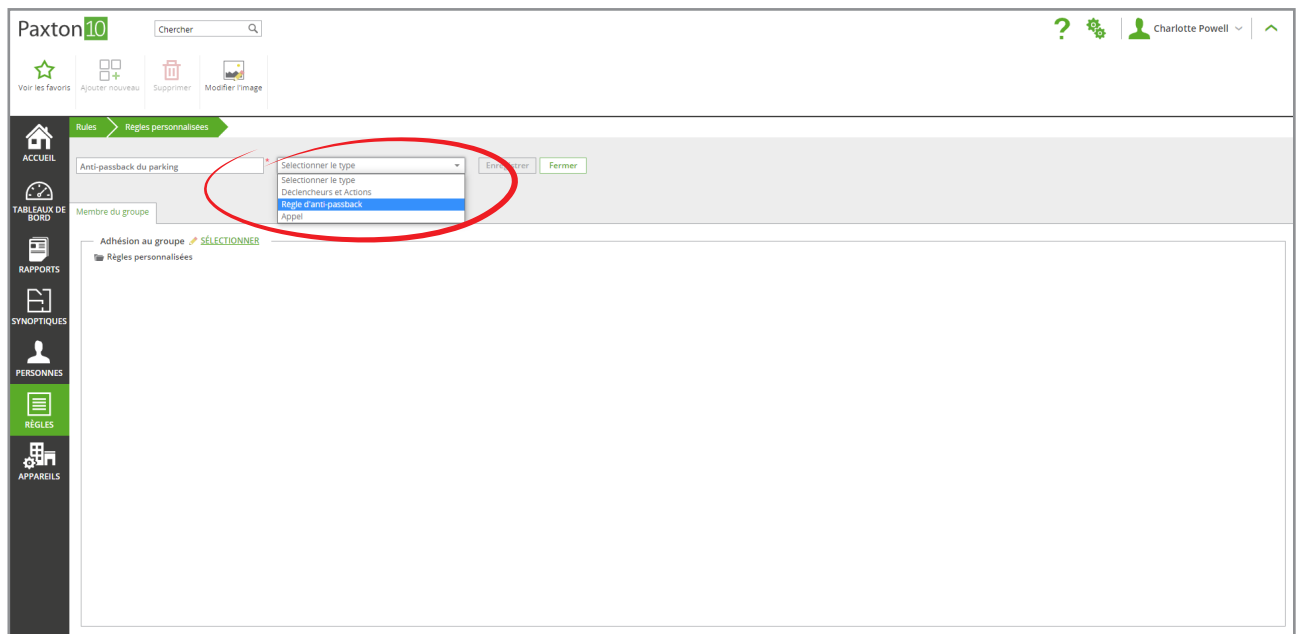 Paxton10
Chercher
Charlotte Powell
Voir les favoris
Ajouter nouveau
Supprimer
Modifier l'image
Rules
Règles personnalisées
ACCUEIL
TABLEAUX DE
BORD
RAPPORTS
SYNOPTIQUES
PERSONNES
RÈGLES
APPAREILS
Anti-passback du parking
*
Sélectionner le type
Enregistrer
Fermer
Sélectionner le type
Déclencheurs et Actions
Règle d'anti-passback
Appel
Membre du groupe
Adhésion au groupe SÉLECTIONNER
Règles personnalisées